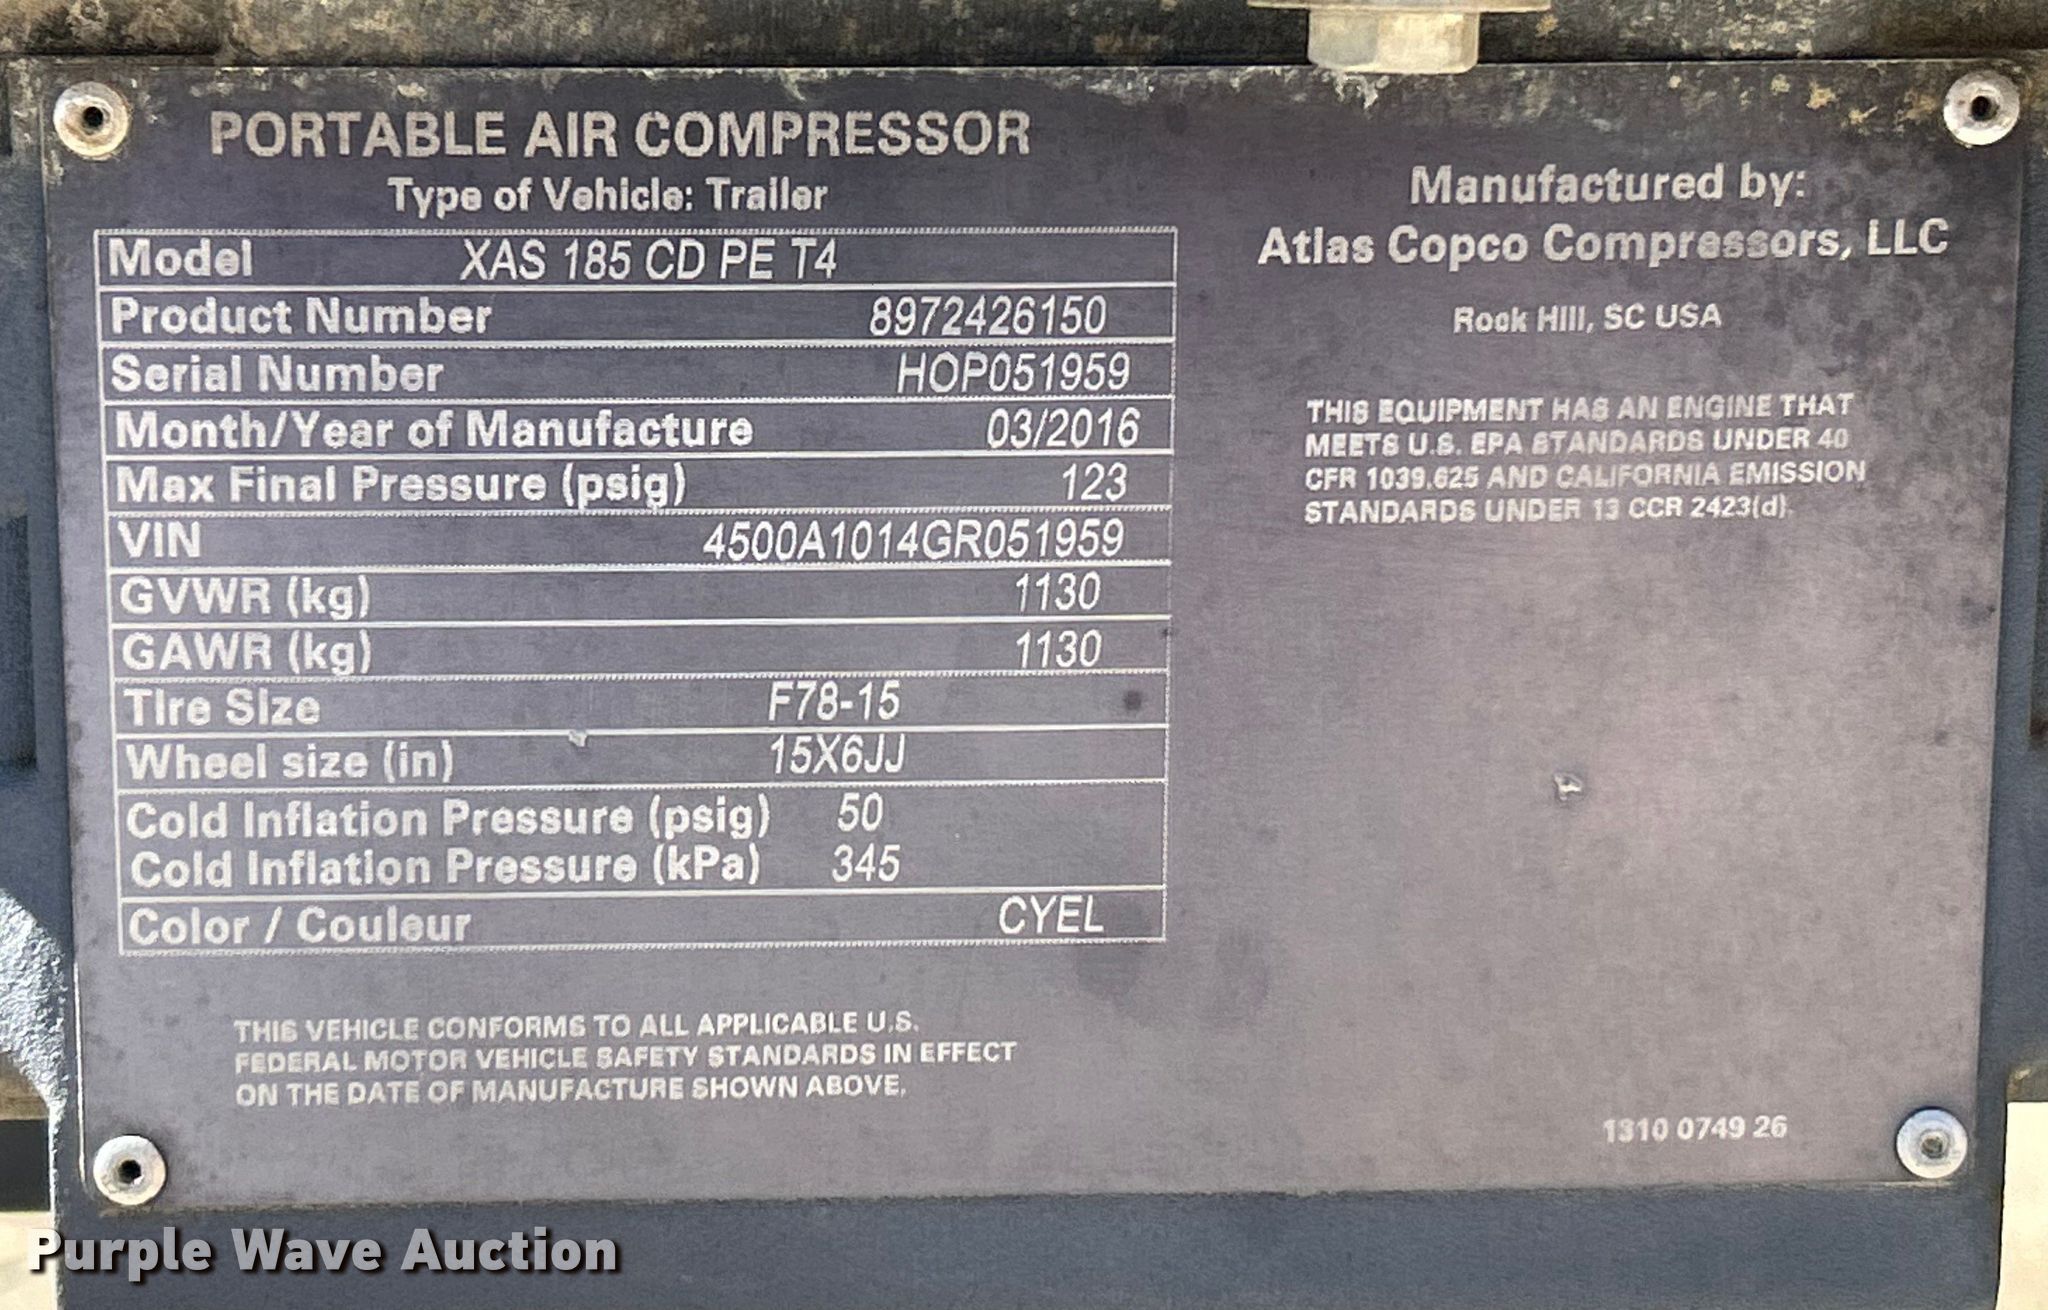 PORTABLE AIR COMPRESSOR
Type of Vehicle: Trailer
Model XAS 185 CD PE T4
Product Number 8972426150
Serial Number HOP051959
Month/Year of Manufacture 03/2016
Max Final Pressure (psig) 123
VIN 4500A1014GR051959
GVWR (kg) 1130
GAWR (kg) 1130
Tire Size F78-15
Wheel size (in) 15X6JJ
Cold Inflation Pressure (psig) 50
Cold Inflation Pressure (kPa) 345
Color / Couleur CYEL
THIS VEHICLE CONFORMS TO ALL APPLICABLE U.S.
FEDERAL MOTOR VEHICLE SAFETY STANDARDS IN EFFECT
ON THE DATE OF MANUFACTURE SHOWN ABOVE.
Manufactured by:
Atlas Copco Compressors, LLC
Rock Hill, SC USA
THIS EQUIPMENT HAS AN ENGINE THAT
MEETS U.S. EPA STANDARDS UNDER 40
CFR 1039.625 AND CALIFORNIA EMISSION
STANDARDS UNDER 13 CCR 2423(d).
1310 0749 26
Purple Wave Auction